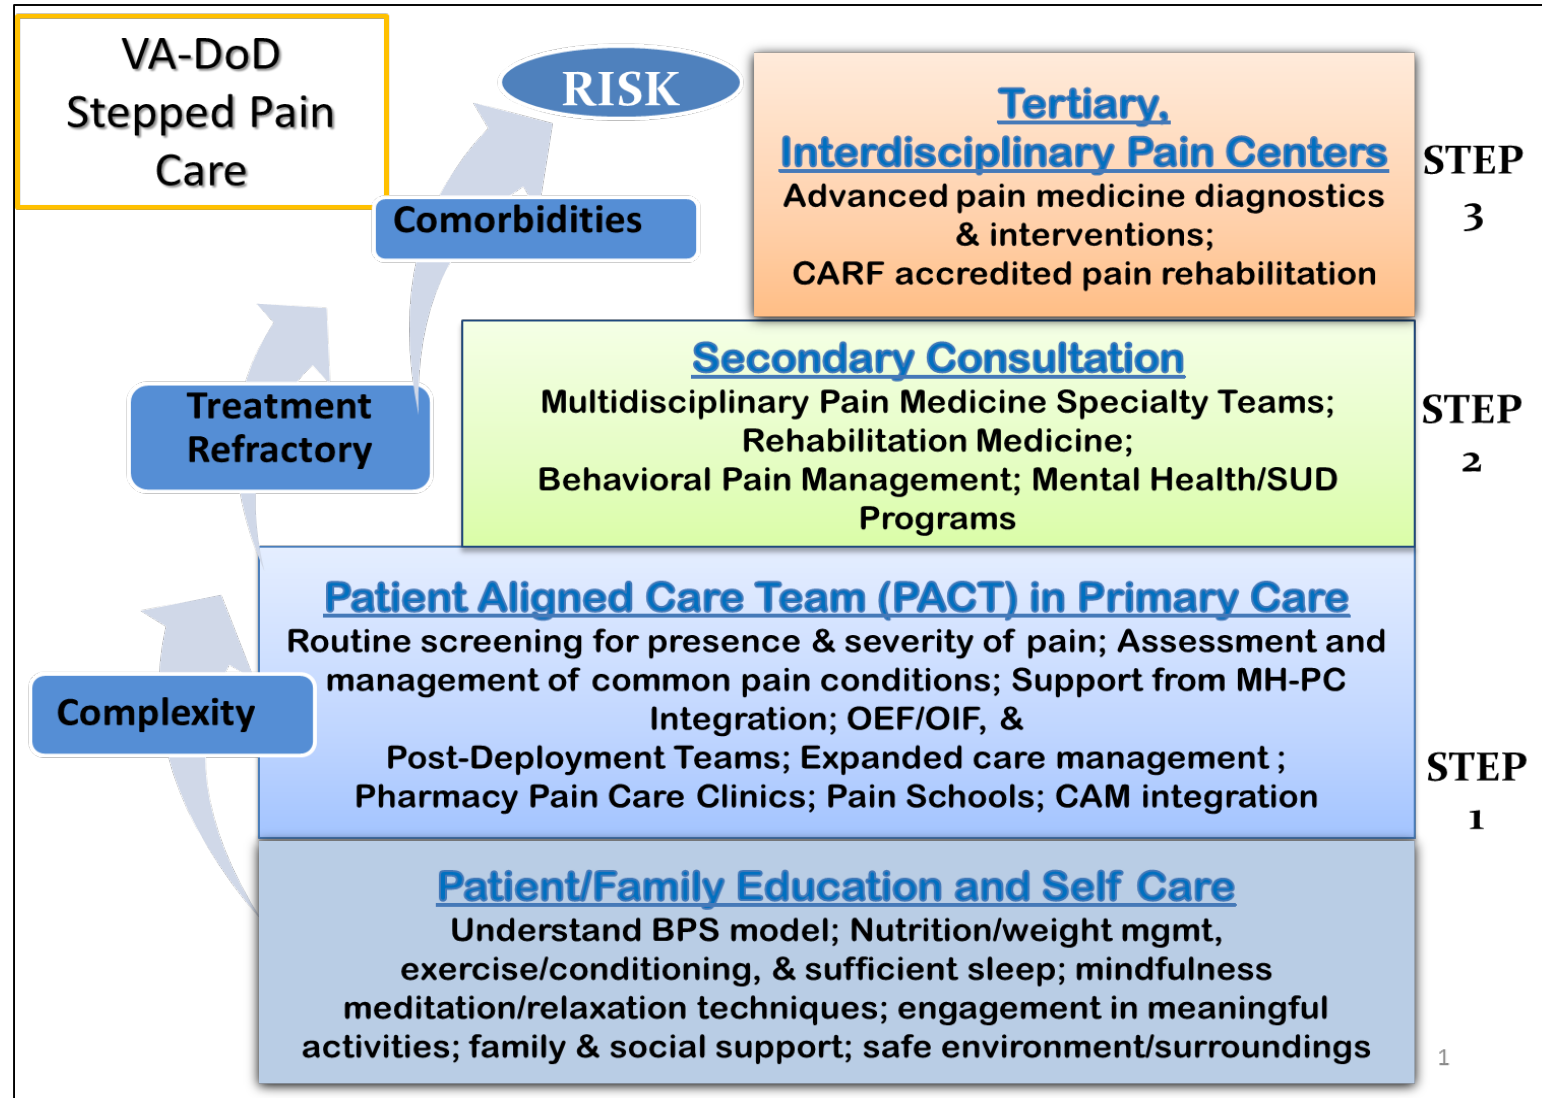 VA-DoD
Stepped Pain
Care
RISK
Comorbidities
Treatment
Refractory
Complexity
Tertiary,
Interdisciplinary Pain Centers
Advanced pain medicine diagnostics
& interventions;
CARF accredited pain rehabilitation
STEP
3
Secondary Consultation
Multidisciplinary Pain Medicine Specialty Teams;
Rehabilitation Medicine;
Behavioral Pain Management; Mental Health/SUD
Programs
STEP
2
Patient Aligned Care Team (PACT) in Primary Care
Routine screening for presence & severity of pain; Assessment and
management of common pain conditions; Support from MH-PC
Integration; OEF/OIF, &
Post-Deployment Teams; Expanded care management ;
Pharmacy Pain Care Clinics; Pain Schools; CAM integration
STEP
1
Patient/Family Education and Self Care
Understand BPS model; Nutrition/weight mgmt,
exercise/conditioning, & sufficient sleep; mindfulness
meditation/relaxation techniques; engagement in meaningful
activities; family & social support; safe environment/surroundings
1